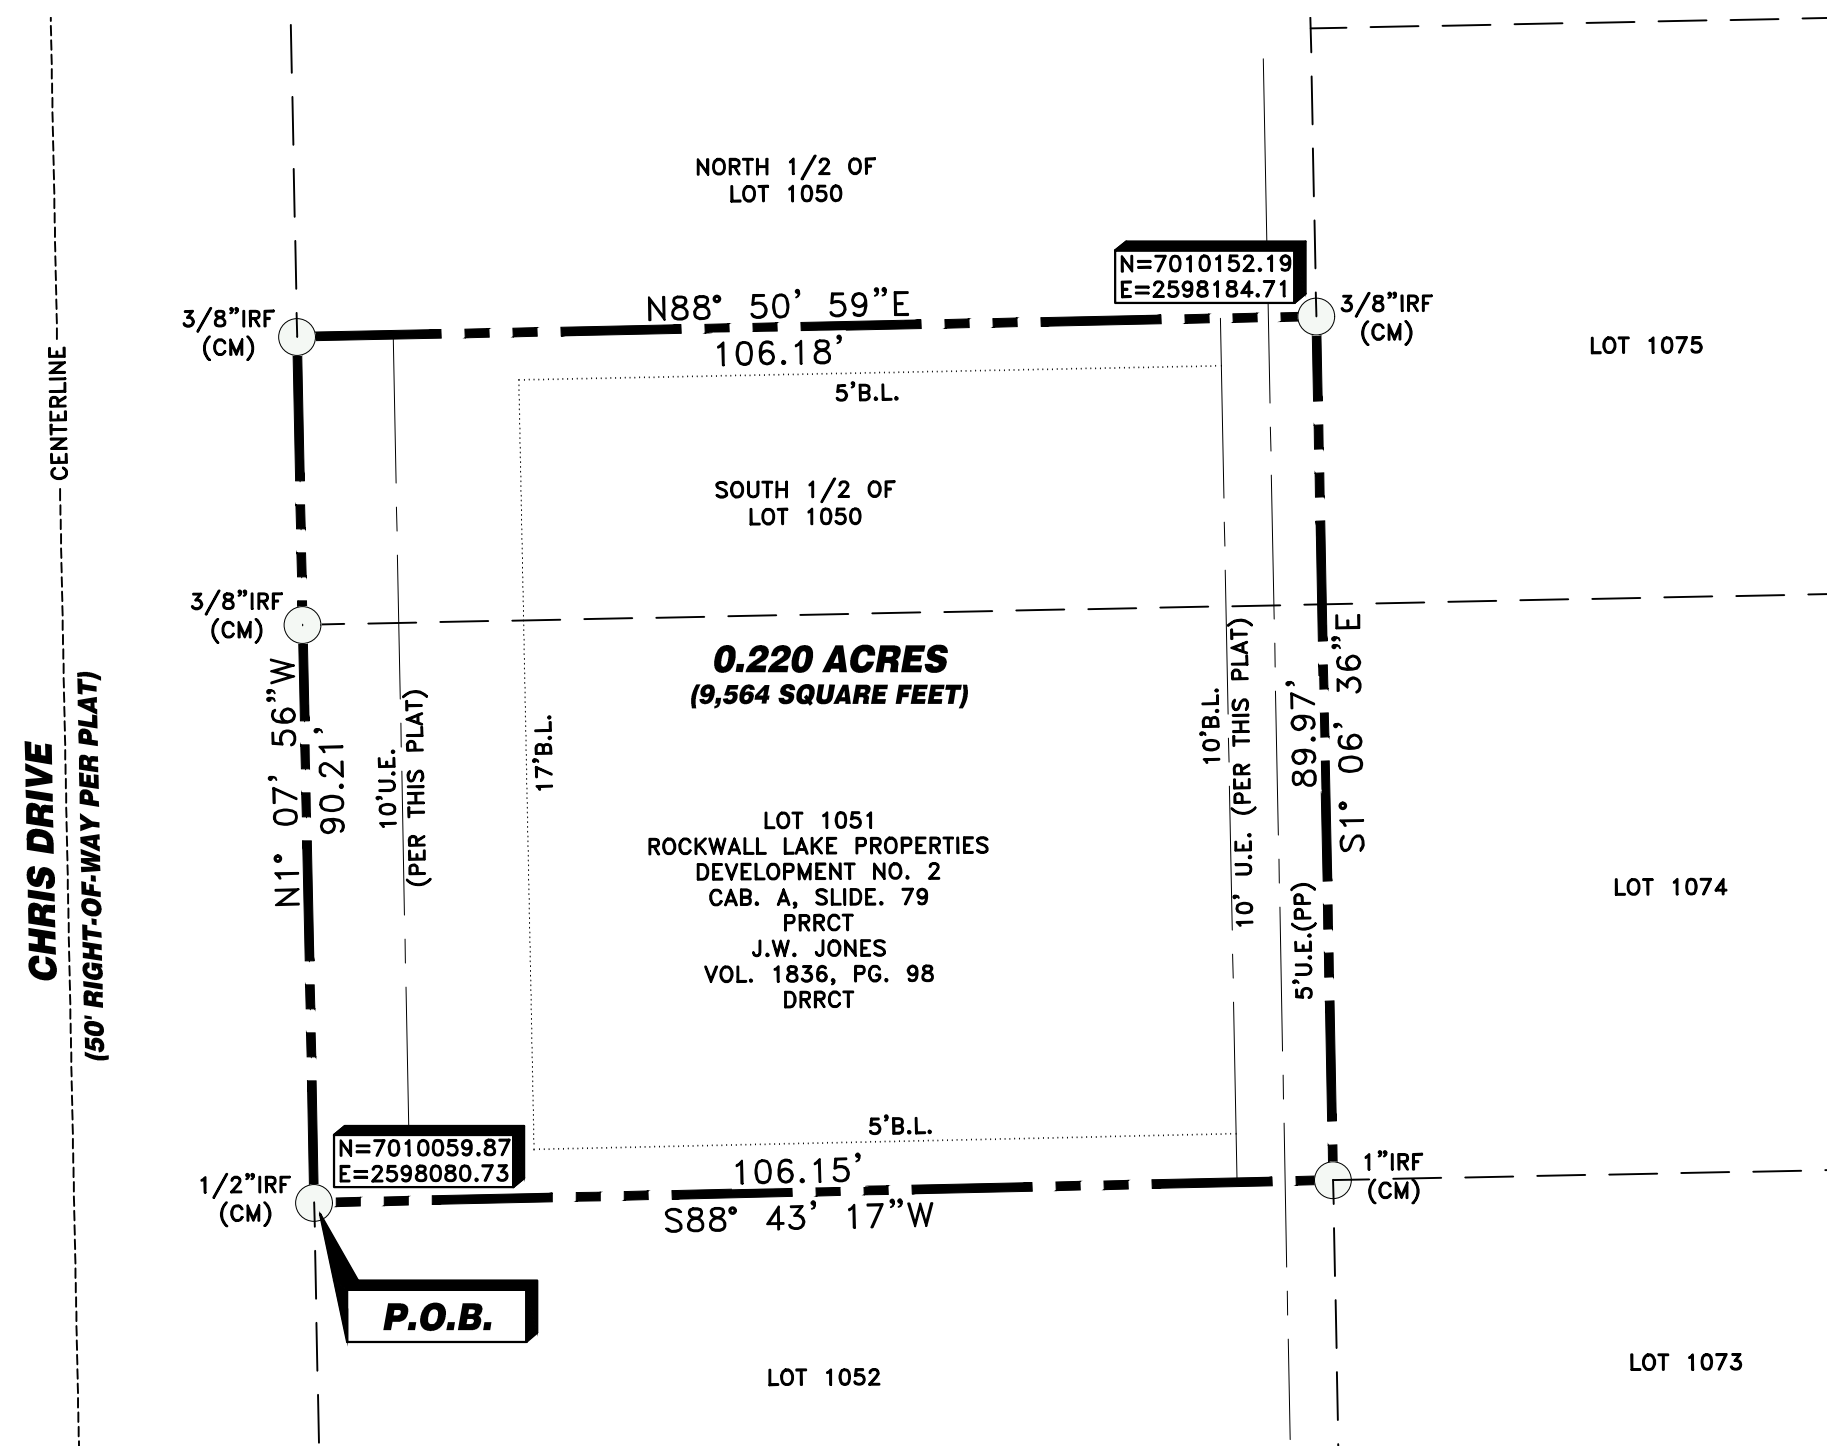 NORTH 1/2 OF
LOT 1050
N=7010152.19
E=2598184.71
N88° 50' 59"E
106.18'
3/8"IRF
(CM)
3/8"IRF
(CM)
LOT 1075
CENTERLINE
5'B.L.
SOUTH 1/2 OF
LOT 1050
3/8"IRF
(CM)
0.220 ACRES
(9,564 SQUARE FEET)
N1° 07' 56"W
90.21'
10'U.E.
(PER THIS PLAT)
17'B.L.
10'B.L.
10' U.E. (PER THIS PLAT)
89.97'
S1° 06' 36"E
5'U.E.(PP)
CHRIS DRIVE
(50' RIGHT-OF-WAY PER PLAT)
LOT 1051
ROCKWALL LAKE PROPERTIES
DEVELOPMENT NO. 2
CAB. A, SLIDE. 79
PRRCT
J.W. JONES
VOL. 1836, PG. 98
DRRCT
LOT 1074
5'B.L.
N=7010059.87
E=2598080.73
106.15'
S88° 43' 17"W
1/2"IRF
(CM)
1"IRF
(CM)
P.O.B.
LOT 1052
LOT 1073